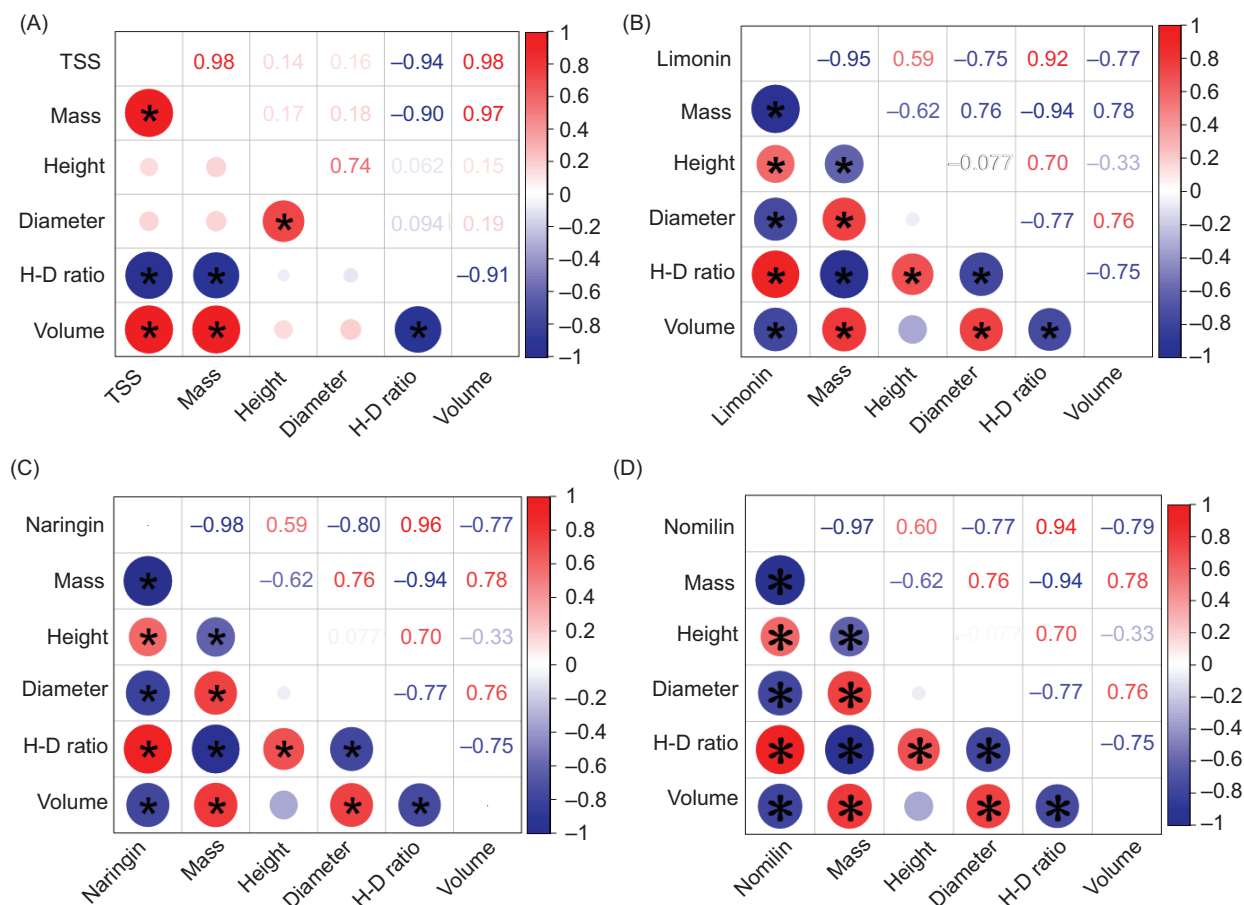 (A)
TSS 0.98 0.14 0.16 –0.94 0.98
Mass * 0.17 0.18 –0.90 0.97
Height 0.74 0.062 0.15
Diameter * 0.094 0.19
H-D ratio * * –0.91
Volume * * *
TSS Mass Height Diameter H-D ratio Volume
1
0.8
0.6
0.4
0.2
0
–0.2
–0.4
–0.6
–0.8
–1
(B)
Limonin –0.95 0.59 –0.75 0.92 –0.77
Mass * –0.62 0.76 –0.94 0.78
Height * * –0.077 0.70 –0.33
Diameter * * –0.77 0.76
H-D ratio * * * * –0.75
Volume * * * *
Limonin Mass Height Diameter H-D ratio Volume
1
0.8
0.6
0.4
0.2
0
–0.2
–0.4
–0.6
–0.8
–1
(C)
Naringin –0.98 0.59 –0.80 0.96 –0.77
Mass * –0.62 0.76 –0.94 0.78
Height * * 0.077 0.70 –0.33
Diameter * * –0.77 0.76
H-D ratio * * * * –0.75
Volume * * * *
Naringin Mass Height Diameter H-D ratio Volume
1
0.8
0.6
0.4
0.2
0
–0.2
–0.4
–0.6
–0.8
–1
(D)
Nomilin –0.97 0.60 –0.77 0.94 –0.79
Mass * –0.62 0.76 –0.94 0.78
Height * * –0.077 0.70 –0.33
Diameter * * –0.77 0.76
H-D ratio * * * * –0.75
Volume * * * *
Nomilin Mass Height Diameter H-D ratio Volume
1
0.8
0.6
0.4
0.2
0
–0.2
–0.4
–0.6
–0.8
–1